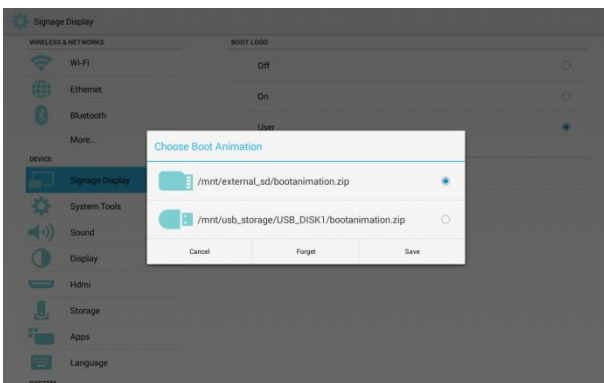 Signage Display
WIRELESS & NETWORKS
Wi-Fi
Ethernet
Bluetooth
More...
DEVICE
Signage Display
System Tools
Sound
Display
Hdmi
Storage
Apps
Language
SYSTEM
BOOT LOGO
Off
On
User
Choose Boot Animation
/mnt/external_sd/bootanimation.zip
/mnt/usb_storage/USB_DISK1/bootanimation.zip
Cancel Forget Save